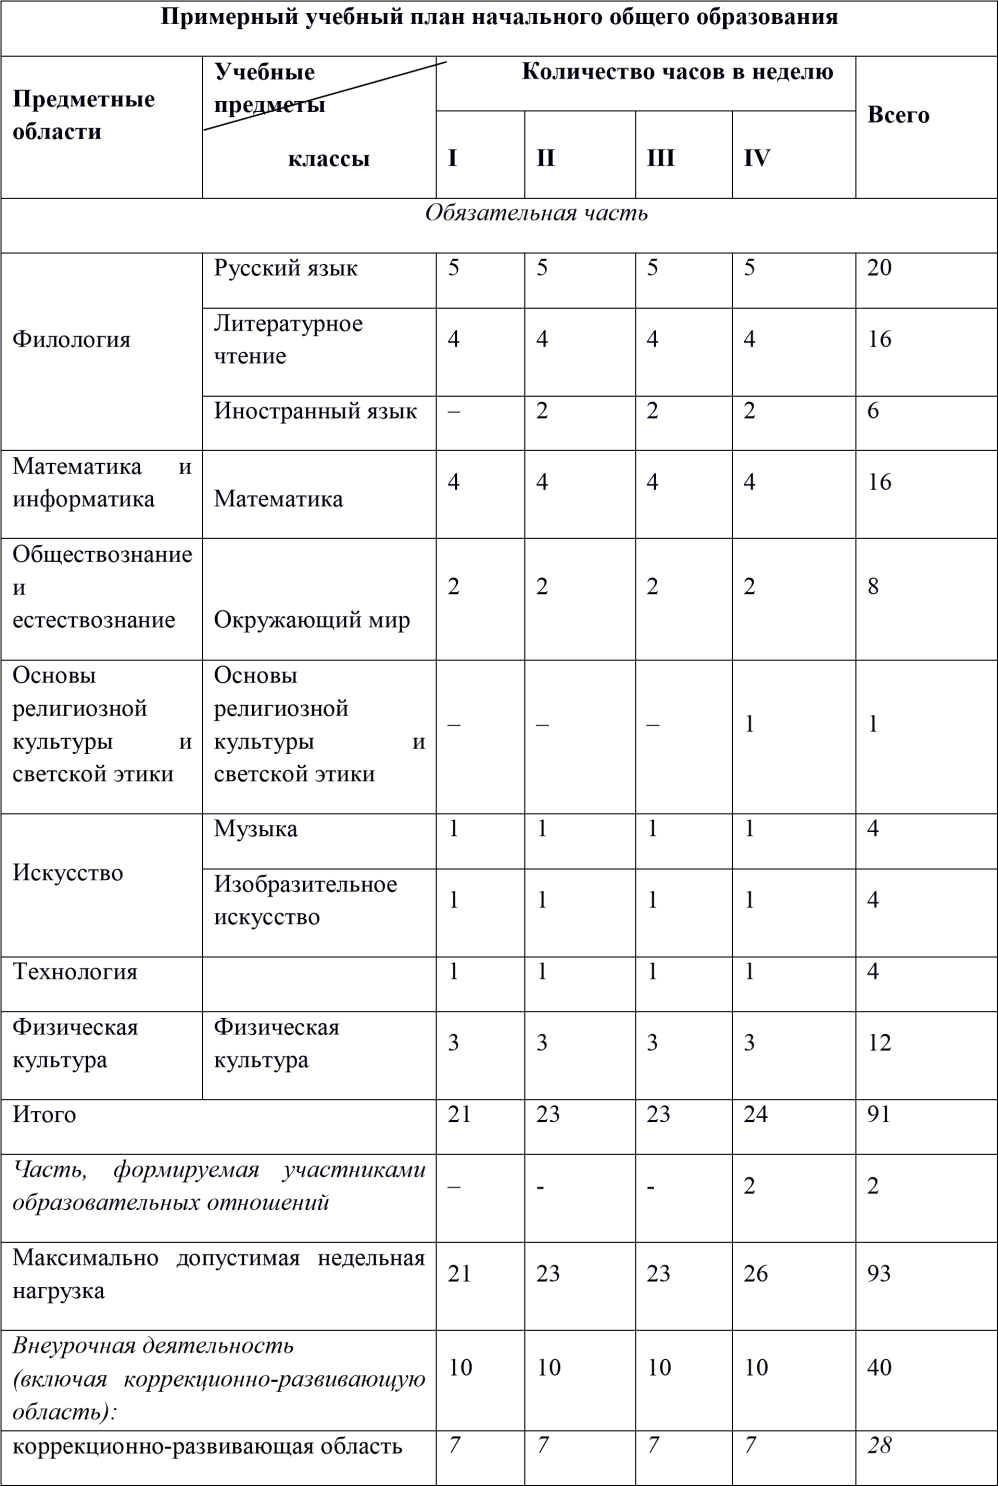 Примерный учебный план начального общего образования
Предметные области
Учебные предметы
классы
Количество часов в неделю
Всего
I II III IV
Обязательная часть
Филология
Русский язык 5 5 5 5 20
Литературное чтение 4 4 4 4 16
Иностранный язык – 2 2 2 6
Математика и информатика
Математика 4 4 4 4 16
Обществознание и естествознание
Окружающий мир 2 2 2 2 8
Основы религиозной культуры и светской этики
Основы религиозной культуры и светской этики – – – 1 1
Искусство
Музыка 1 1 1 1 4
Изобразительное искусство 1 1 1 1 4
Технология 1 1 1 1 4
Физическая культура
Физическая культура 3 3 3 3 12
Итого 21 23 23 24 91
Часть, формируемая участниками образовательных отношений – - - 2 2
Максимально допустимая недельная нагрузка 21 23 23 26 93
Внеурочная деятельность
(включая коррекционно-развивающую область): 10 10 10 10 40
коррекционно-развивающая область 7 7 7 7 28